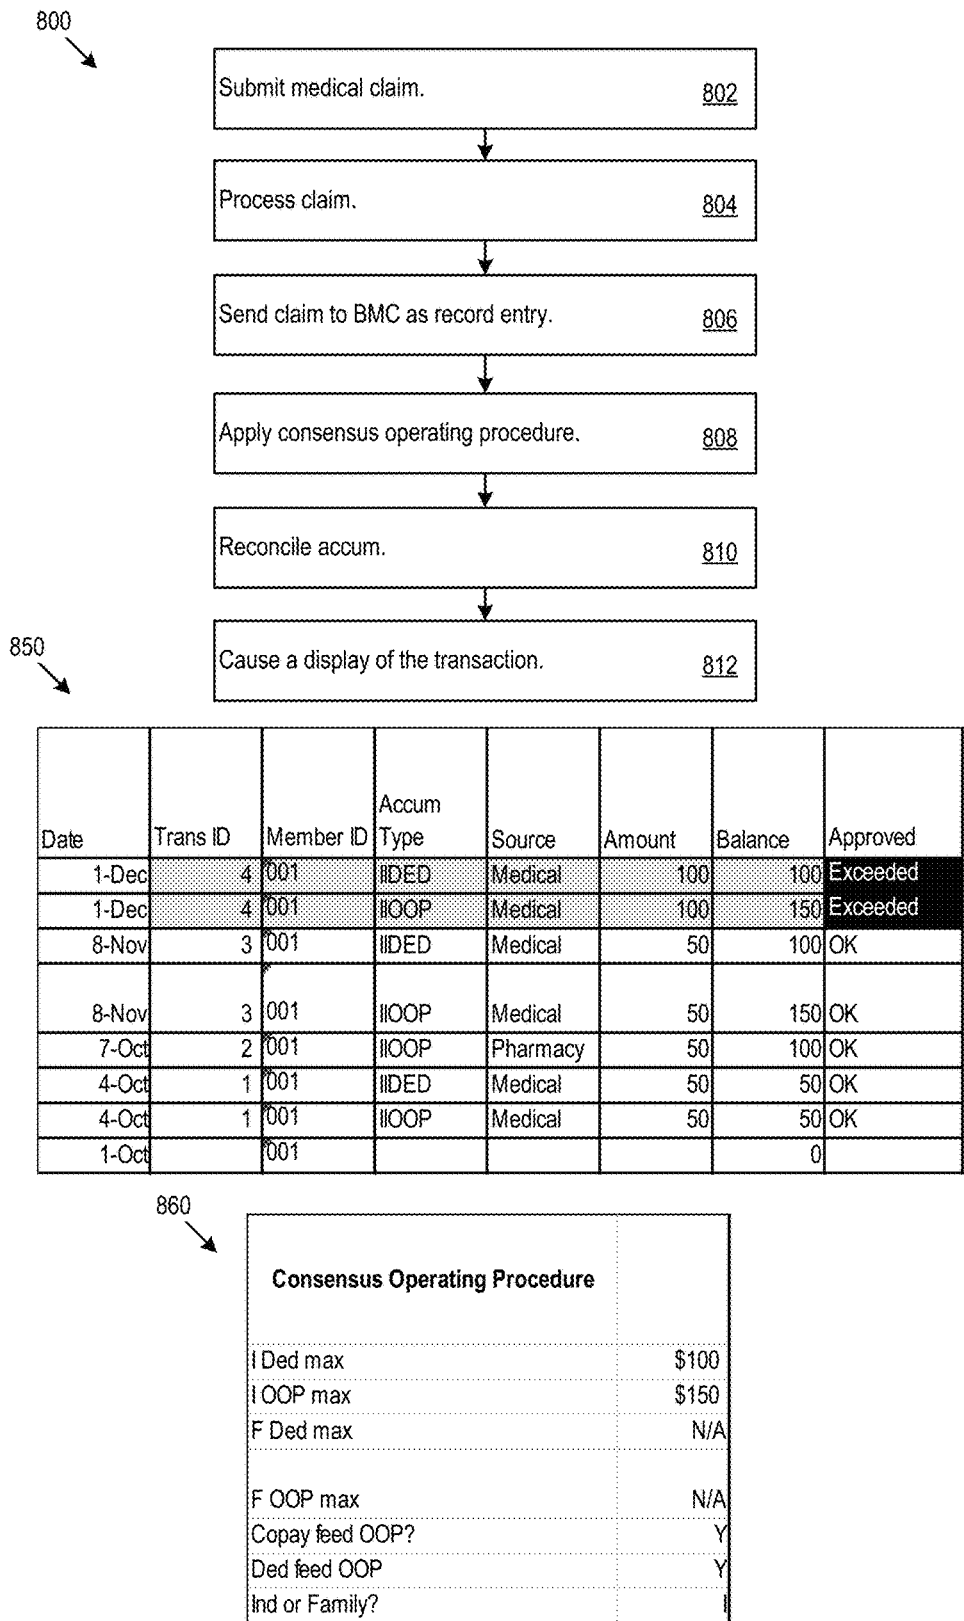 800
Submit medical claim. 802
Process claim. 804
Send claim to BMC as record entry. 806
Apply consensus operating procedure. 808
Reconcile accum. 810
Cause a display of the transaction. 812
850
Date Trans ID Member ID Accum Type Source Amount Balance Approved
1-Dec 4 001 IIDED Medical 100 100 Exceeded
1-Dec 4 001 IIOOP Medical 100 150 Exceeded
8-Nov 3 001 IIDED Medical 50 100 OK
8-Nov 3 001 IIOOP Medical 50 150 OK
7-Oct 2 001 IIOOP Pharmacy 50 100 OK
4-Oct 1 001 IIDED Medical 50 50 OK
4-Oct 1 001 IIOOP Medical 50 50 OK
1-Oct 001 0
860
Consensus Operating Procedure
I Ded max $100
I OOP max $150
F Ded max N/A
F OOP max N/A
Copay feed OOP? Y
Ded feed OOP Y
Ind or Family? I